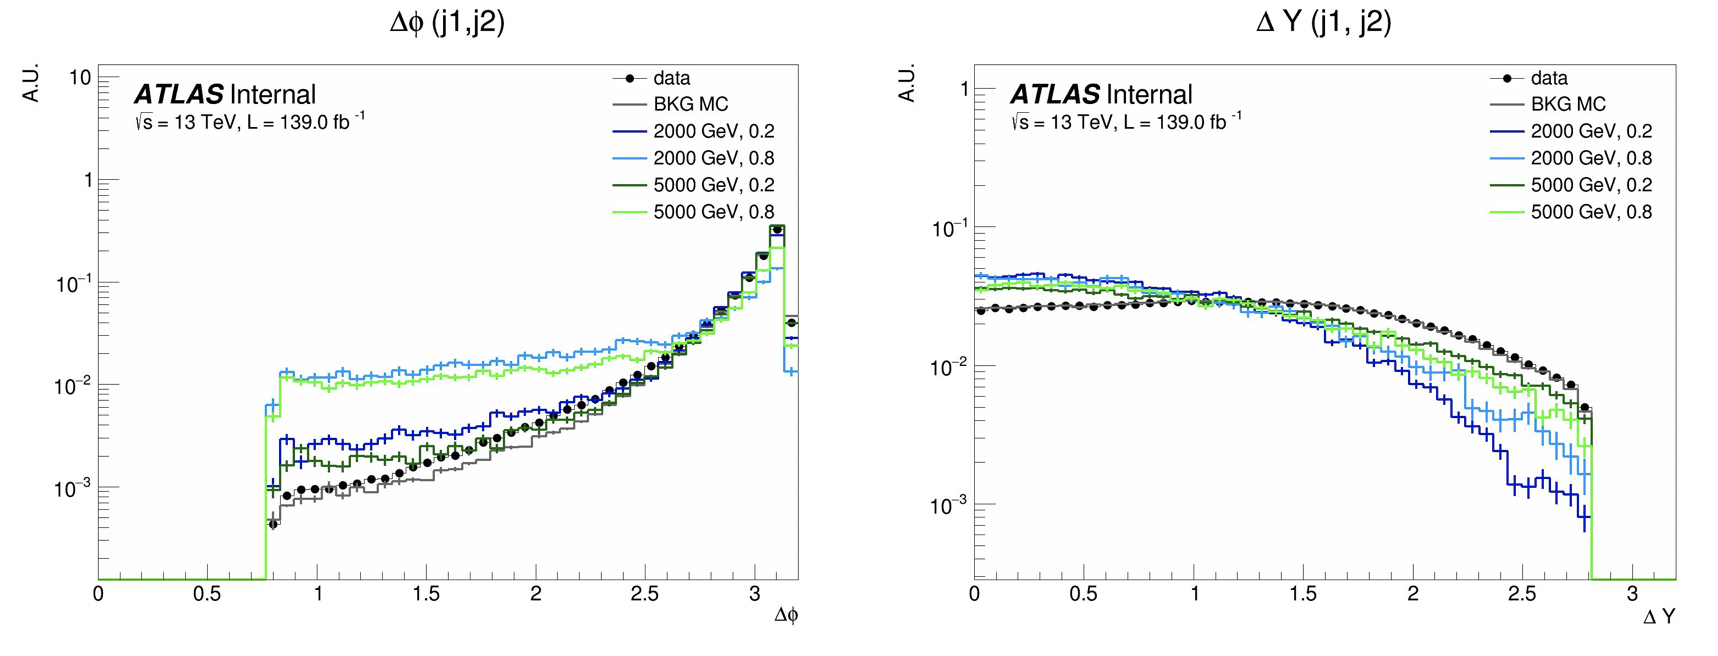 Δϕ (j1,j2)
A.U.
10
1
10⁻¹
10⁻²
10⁻³
ATLAS Internal
√s = 13 TeV, L = 139.0 fb⁻¹
data
BKG MC
2000 GeV, 0.2
2000 GeV, 0.8
5000 GeV, 0.2
5000 GeV, 0.8
0 0.5 1 1.5 2 2.5 3
Δϕ
Δ Y (j1, j2)
A.U.
1
10⁻¹
10⁻²
10⁻³
ATLAS Internal
√s = 13 TeV, L = 139.0 fb⁻¹
data
BKG MC
2000 GeV, 0.2
2000 GeV, 0.8
5000 GeV, 0.2
5000 GeV, 0.8
0 0.5 1 1.5 2 2.5 3
Δ Y